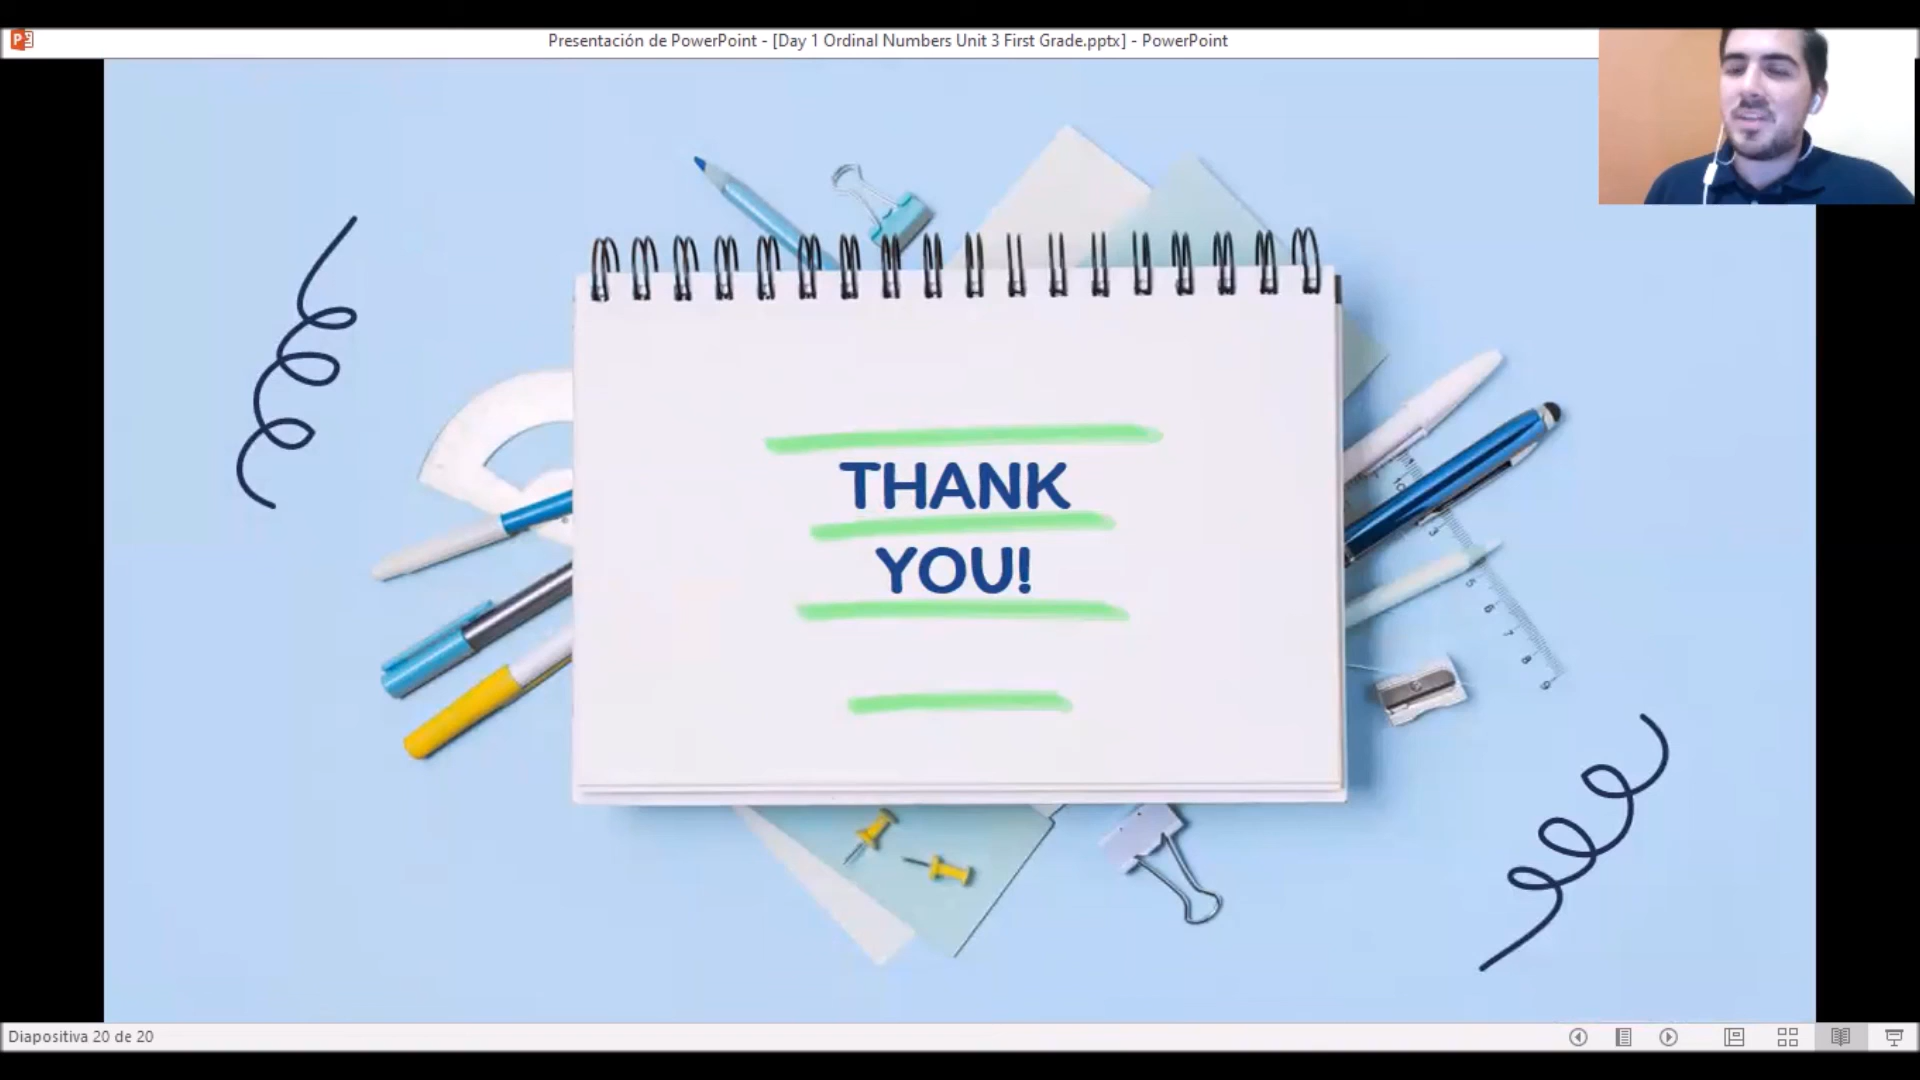 Presentación de PowerPoint - [Day 1 Ordinal Numbers Unit 3 First Grade.pptx] - PowerPoint
THANK
YOU!
Diapositiva 20 de 20